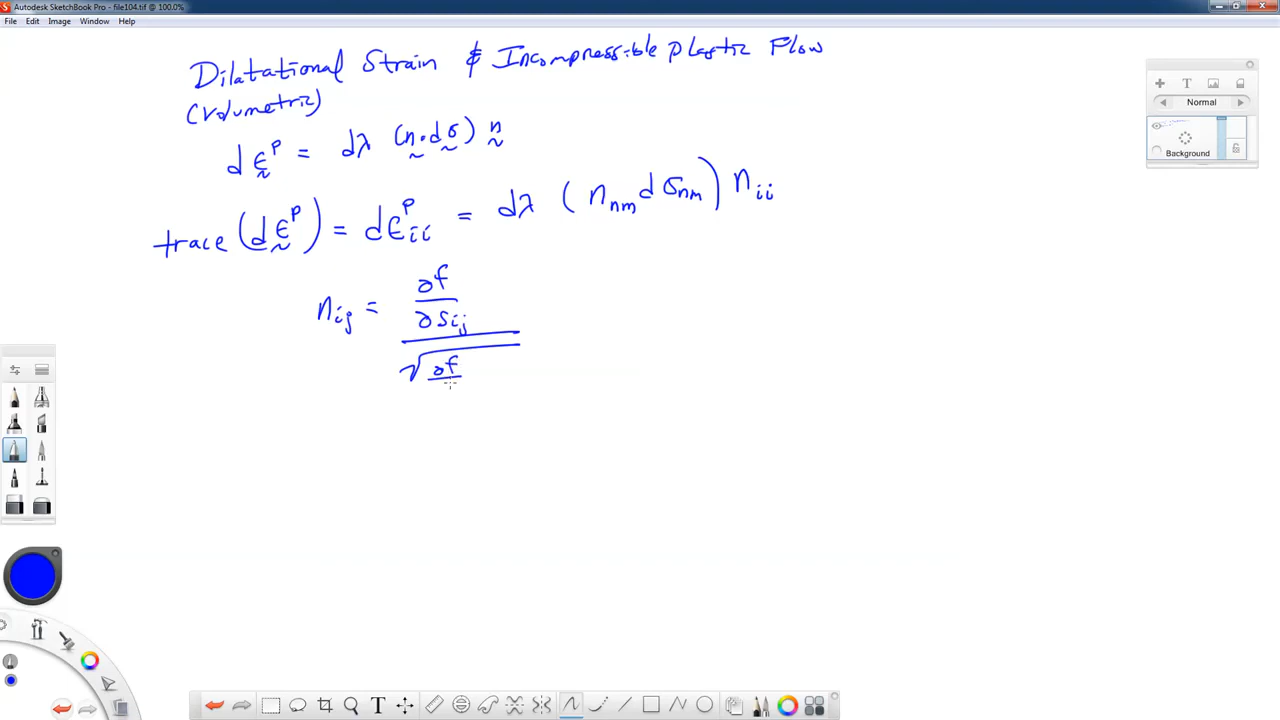 Autodesk SketchBook Pro - file104.tif @ 100.0%
File Edit Image Window Help
Dilatational Strain & Incompressible Plastic Flow
(Volumetric)
dε^P = dλ (n · dσ) n
trace (dε^P) = dε^P_ii = dλ (n_nm dσ_nm) n_ii
n_ij = ∂f
∂S_ij
√ ∂f
T
Normal
Background
T